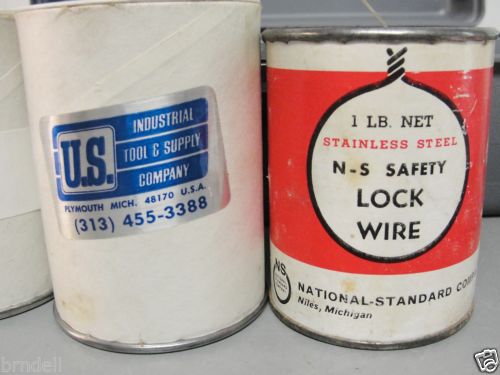 U.S.
INDUSTRIAL
TOOL & SUPPLY
COMPANY
PLYMOUTH MICH. 48170 U.S.A.
(313) 455-3388
1 LB. NET
STAINLESS STEEL
N-S SAFETY
LOCK
WIRE
NS
NATIONAL-STANDARD
Niles, Michigan
brndell